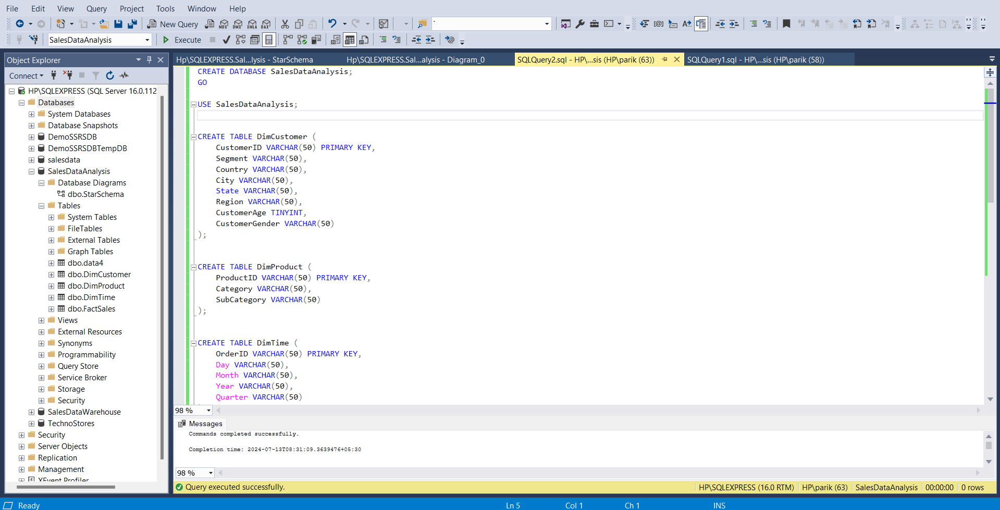 File Edit View Query Project Tools Window Help
New Query MDX DMX XMLA DAX
SalesDataAnalysis Execute
Object Explorer
Hp\SQLEXPRESS.Sal...lysis - StarSchema Hp\SQLEXPRESS.Sal...alysis - Diagram_0 SQLQuery2.sql - HP\...sis (HP\parik (63)) SQLQuery1.sql - HP\...sis (HP\parik (58))
Connect
HP\SQLEXPRESS (SQL Server 16.0.112
Databases
System Databases
Database Snapshots
DemoSSRSDB
DemoSSRSDBTempDB
salesdata
SalesDataAnalysis
Database Diagrams
dbo.StarSchema
Tables
System Tables
FileTables
External Tables
Graph Tables
dbo.data4
dbo.DimCustomer
dbo.DimProduct
dbo.DimTime
dbo.FactSales
Views
External Resources
Synonyms
Programmability
Query Store
Service Broker
Storage
Security
SalesDataWarehouse
TechnoStores
Security
Server Objects
Replication
Management
XEvent Profiler
CREATE DATABASE SalesDataAnalysis;
GO
USE SalesDataAnalysis;
CREATE TABLE DimCustomer (
CustomerID VARCHAR(50) PRIMARY KEY,
Segment VARCHAR(50),
Country VARCHAR(50),
City VARCHAR(50),
State VARCHAR(50),
Region VARCHAR(50),
CustomerAge TINYINT,
CustomerGender VARCHAR(50)
);
CREATE TABLE DimProduct (
ProductID VARCHAR(50) PRIMARY KEY,
Category VARCHAR(50),
SubCategory VARCHAR(50)
);
CREATE TABLE DimTime (
OrderID VARCHAR(50) PRIMARY KEY,
Day VARCHAR(50),
Month VARCHAR(50),
Year VARCHAR(50),
Quarter VARCHAR(50)
98 %
Messages
Commands completed successfully.
Completion time: 2024-07-13T08:31:09.3639476+05:30
98 %
Query executed successfully. HP\SQLEXPRESS (16.0 RTM) HP\parik (63) SalesDataAnalysis 00:00:00 0 rows
Ready Ln 5 Col 1 Ch 1 INS